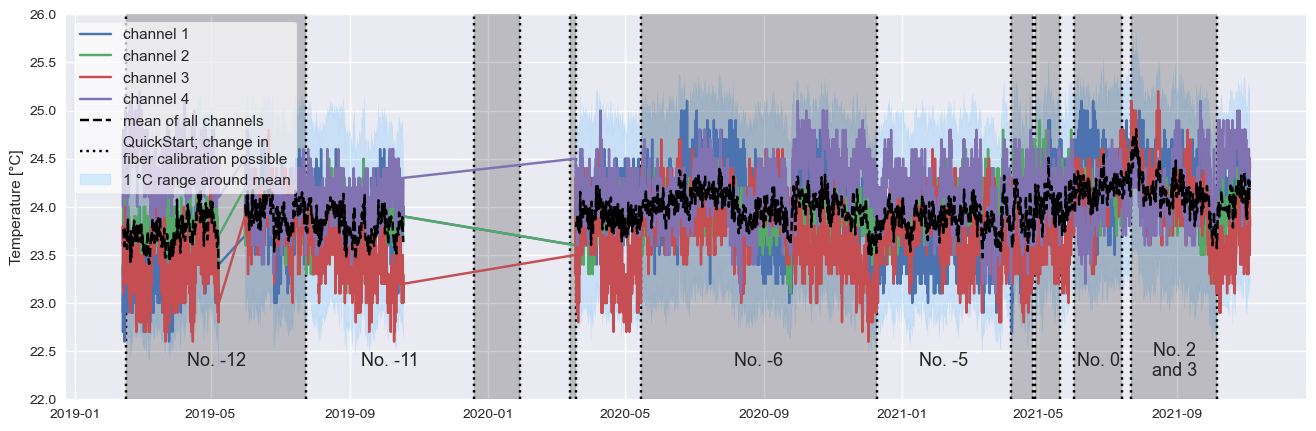 26.0
25.5
25.0
24.5
24.0
23.5
23.0
22.5
22.0
Temperature [°C]
channel 1
channel 2
channel 3
channel 4
mean of all channels
QuickStart; change in
fiber calibration possible
1 °C range around mean
No. -12
No. -11
No. -6
No. -5
No. 0
No. 2
and 3
2019-01
2019-05
2019-09
2020-01
2020-05
2020-09
2021-01
2021-05
2021-09